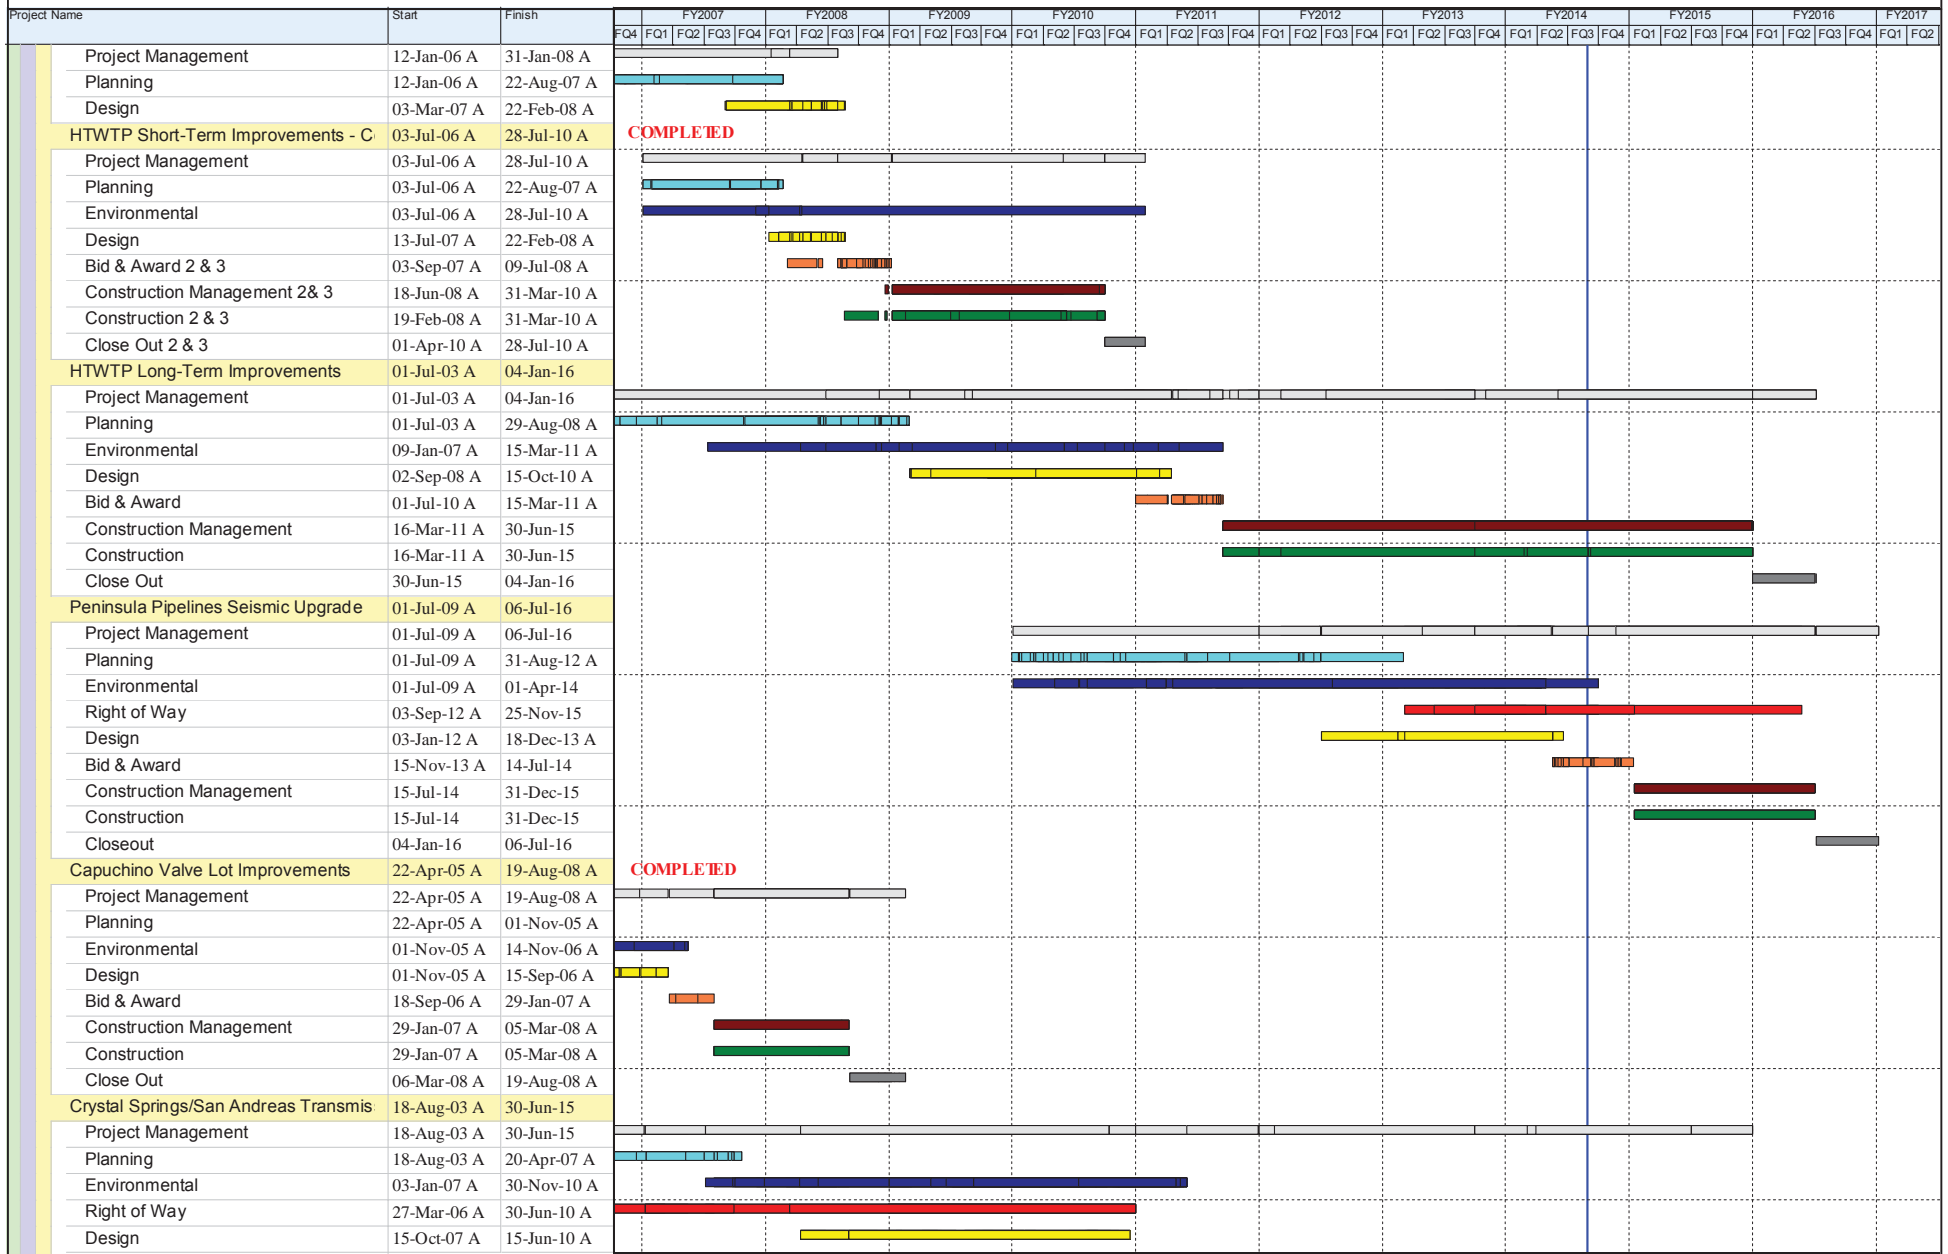 Project Name Start Finish FY2007 FY2008 FY2009 FY2010 FY2011 FY2012 FY2013 FY2014 FY2015 FY2016 FY2017
FQ4 FQ1 FQ2 FQ3 FQ4 FQ1 FQ2 FQ3 FQ4 FQ1 FQ2 FQ3 FQ4 FQ1 FQ2 FQ3 FQ4 FQ1 FQ2 FQ3 FQ4 FQ1 FQ2 FQ3 FQ4 FQ1 FQ2 FQ3 FQ4 FQ1 FQ2 FQ3 FQ4 FQ1 FQ2 FQ3 FQ4 FQ1 FQ2 FQ3 FQ4 FQ1 FQ2
Project Management 12-Jan-06 A 31-Jan-08 A
Planning 12-Jan-06 A 22-Aug-07 A
Design 03-Mar-07 A 22-Feb-08 A
HTWTP Short-Term Improvements - C 03-Jul-06 A 28-Jul-10 A COMPLETED
Project Management 03-Jul-06 A 28-Jul-10 A
Planning 03-Jul-06 A 22-Aug-07 A
Environmental 03-Jul-06 A 28-Jul-10 A
Design 13-Jul-07 A 22-Feb-08 A
Bid & Award 2 & 3 03-Sep-07 A 09-Jul-08 A
Construction Management 2& 3 18-Jun-08 A 31-Mar-10 A
Construction 2 & 3 19-Feb-08 A 31-Mar-10 A
Close Out 2 & 3 01-Apr-10 A 28-Jul-10 A
HTWTP Long-Term Improvements 01-Jul-03 A 04-Jan-16
Project Management 01-Jul-03 A 04-Jan-16
Planning 01-Jul-03 A 29-Aug-08 A
Environmental 09-Jan-07 A 15-Mar-11 A
Design 02-Sep-08 A 15-Oct-10 A
Bid & Award 01-Jul-10 A 15-Mar-11 A
Construction Management 16-Mar-11 A 30-Jun-15
Construction 16-Mar-11 A 30-Jun-15
Close Out 30-Jun-15 04-Jan-16
Peninsula Pipelines Seismic Upgrade 01-Jul-09 A 06-Jul-16
Project Management 01-Jul-09 A 06-Jul-16
Planning 01-Jul-09 A 31-Aug-12 A
Environmental 01-Jul-09 A 01-Apr-14
Right of Way 03-Sep-12 A 25-Nov-15
Design 03-Jan-12 A 18-Dec-13 A
Bid & Award 15-Nov-13 A 14-Jul-14
Construction Management 15-Jul-14 31-Dec-15
Construction 15-Jul-14 31-Dec-15
Closeout 04-Jan-16 06-Jul-16
Capuchino Valve Lot Improvements 22-Apr-05 A 19-Aug-08 A COMPLETED
Project Management 22-Apr-05 A 19-Aug-08 A
Planning 22-Apr-05 A 01-Nov-05 A
Environmental 01-Nov-05 A 14-Nov-06 A
Design 01-Nov-05 A 15-Sep-06 A
Bid & Award 18-Sep-06 A 29-Jan-07 A
Construction Management 29-Jan-07 A 05-Mar-08 A
Construction 29-Jan-07 A 05-Mar-08 A
Close Out 06-Mar-08 A 19-Aug-08 A
Crystal Springs/San Andreas Transmis 18-Aug-03 A 30-Jun-15
Project Management 18-Aug-03 A 30-Jun-15
Planning 18-Aug-03 A 20-Apr-07 A
Environmental 03-Jan-07 A 30-Nov-10 A
Right of Way 27-Mar-06 A 30-Jun-10 A
Design 15-Oct-07 A 15-Jun-10 A